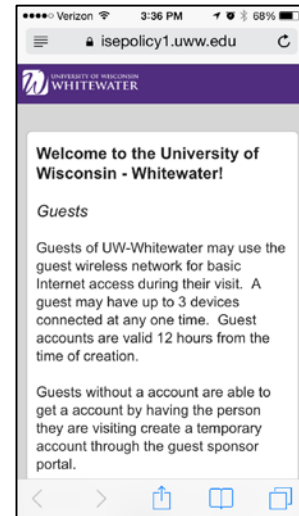 Verizon 3:36 PM 68%
isepolicy1.uww.edu
UNIVERSITY OF WISCONSIN
WHITEWATER
Welcome to the University of
Wisconsin - Whitewater!
Guests
Guests of UW-Whitewater may use the
guest wireless network for basic
Internet access during their visit. A
guest may have up to 3 devices
connected at any one time. Guest
accounts are valid 12 hours from the
time of creation.
Guests without a account are able to
get a account by having the person
they are visiting create a temporary
account through the guest sponsor
portal.